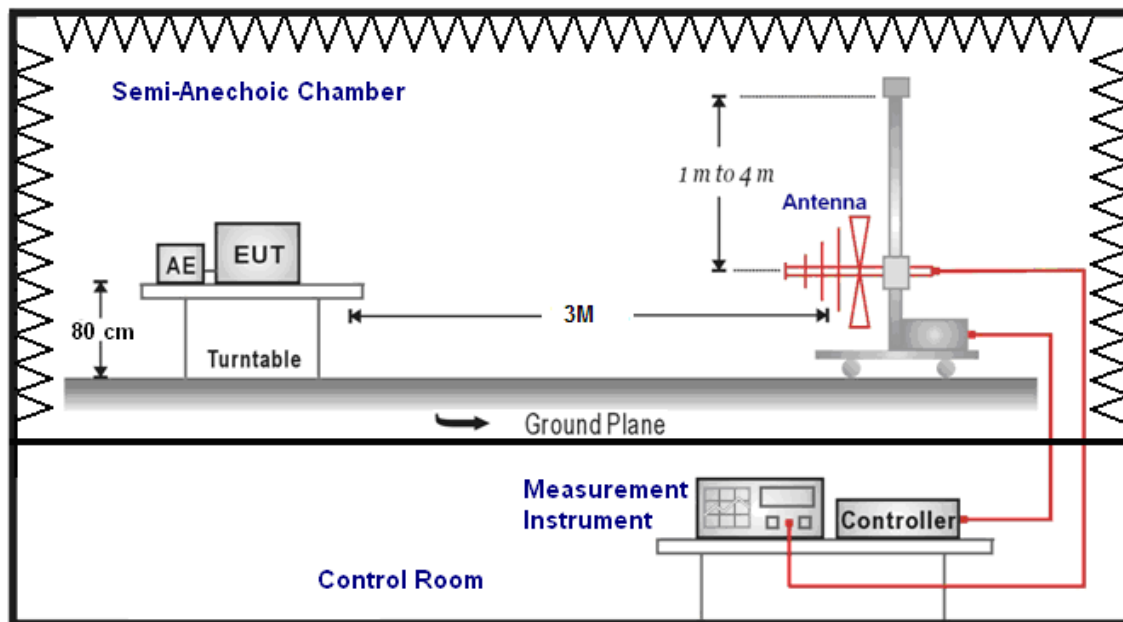 Semi-Anechoic Chamber
1 m to 4 m
Antenna
AE
EUT
80 cm
3M
Turntable
Ground Plane
Measurement
Instrument
Controller
Control Room